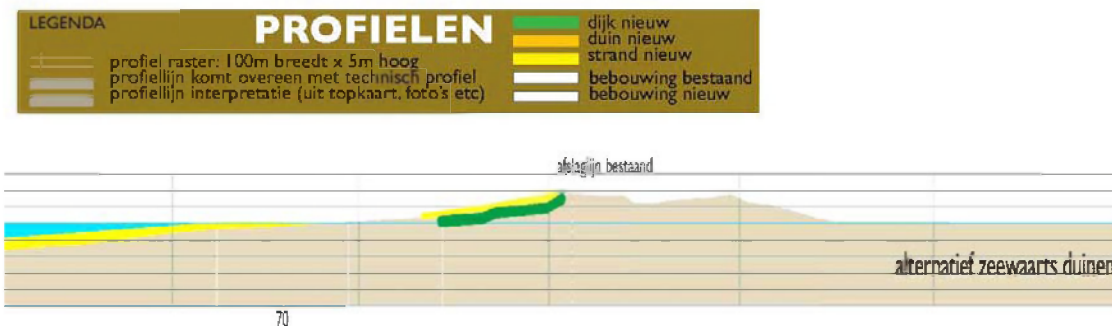 LEGENDA
PROFIELEN
profiel raster: 100m breedt x 5m hoog
profiellijn komt overeen met technisch profiel
profiellijn interpretatie (uit topkaart, foto's etc)
dijk nieuw
duin nieuw
strand nieuw
bebouwing bestaand
bebouwing nieuw
afslaglijn bestaand
alternatief zeewaarts duinen
70